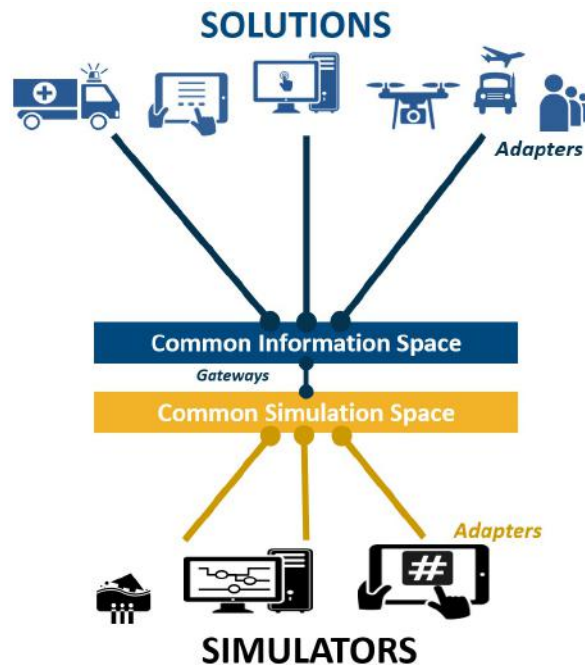 SOLUTIONS
Adapters
Common Information Space
Gateways
Common Simulation Space
Adapters
#
SIMULATORS